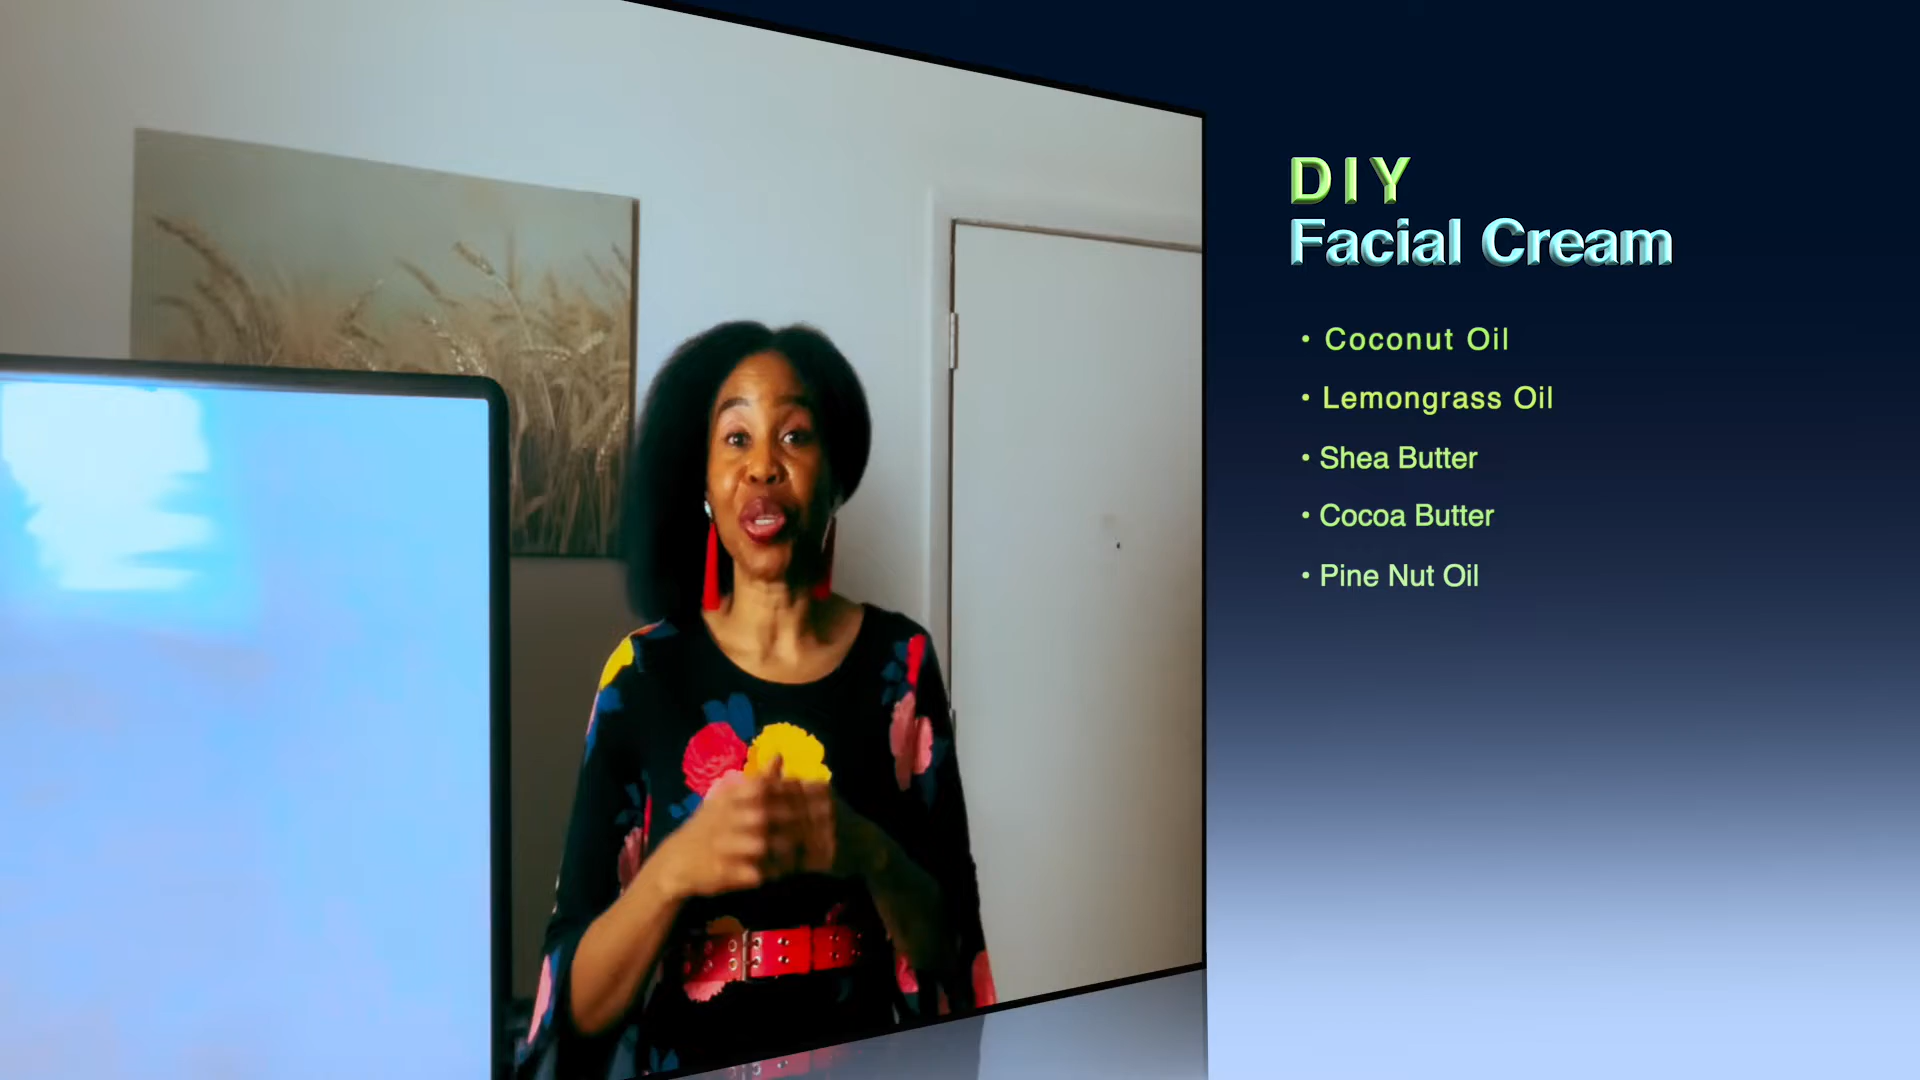 DIY
Facial Cream
• Coconut Oil
• Lemongrass Oil
• Shea Butter
• Cocoa Butter
• Pine Nut Oil